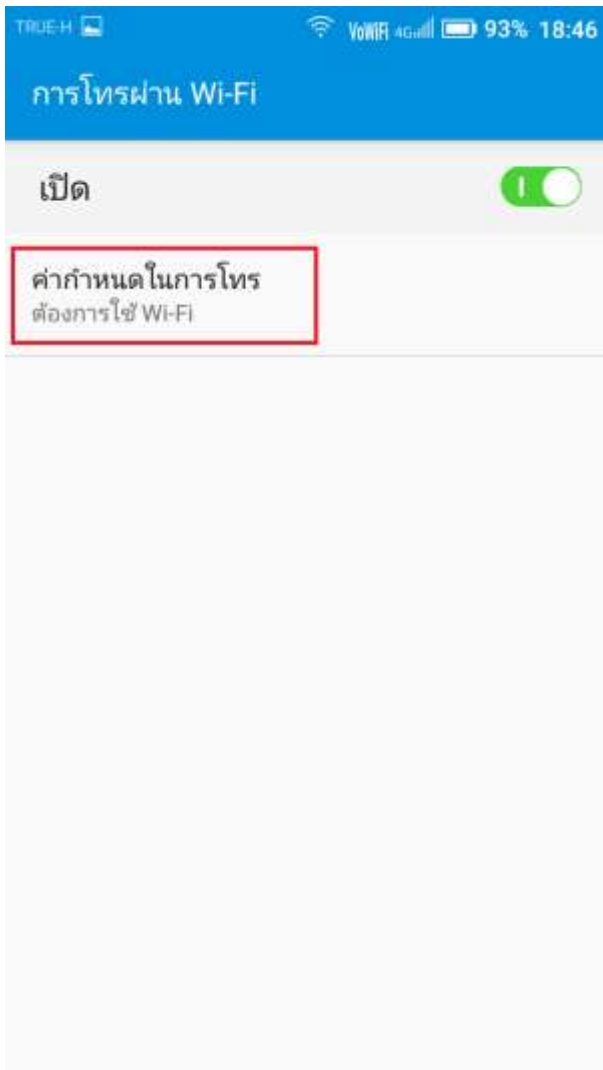 TRUE-H VoWiFi 4G 93% 18:46
การโทรผ่าน Wi-Fi
เปิด
ค่ากำหนดในการโทร
ต้องการใช้ Wi-Fi